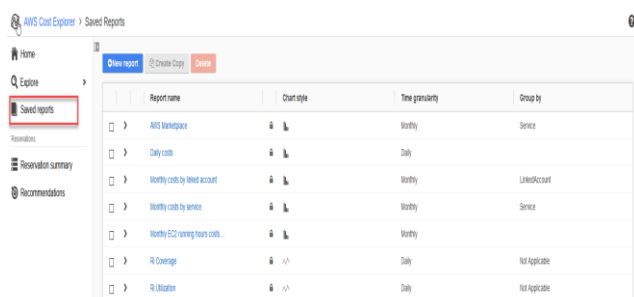 AWS Cost Explorer > Saved Reports
Home
Explore
Saved reports
Reservations
Reservation summary
Recommendations
New report Create Copy Delete
Report name Chart style Time granularity Group by
AWS Marketplace Monthly Service
Daily costs Daily
Monthly costs by linked account Monthly LinkedAccount
Monthly costs by service Monthly Service
Monthly EC2 running hours costs... Monthly
RI Coverage Daily Not Applicable
RI Utilization Daily Not Applicable